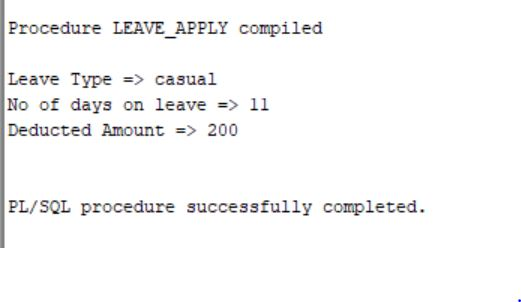 Procedure LEAVE_APPLY compiled
Leave Type => casual
No of days on leave => 11
Deducted Amount => 200
PL/SQL procedure successfully completed.